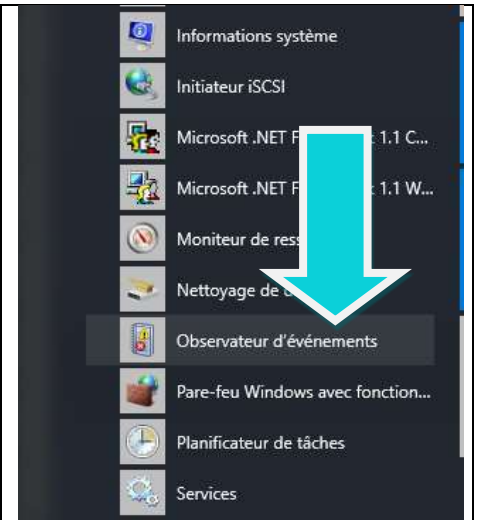 Informations système
Initiateur iSCSI
Microsoft .NET F 1.1 C...
Microsoft .NET F 1.1 W...
Moniteur de
Nettoyage de
Observateur d'événements
Pare-feu Windows avec fonction...
Planificateur de tâches
Services